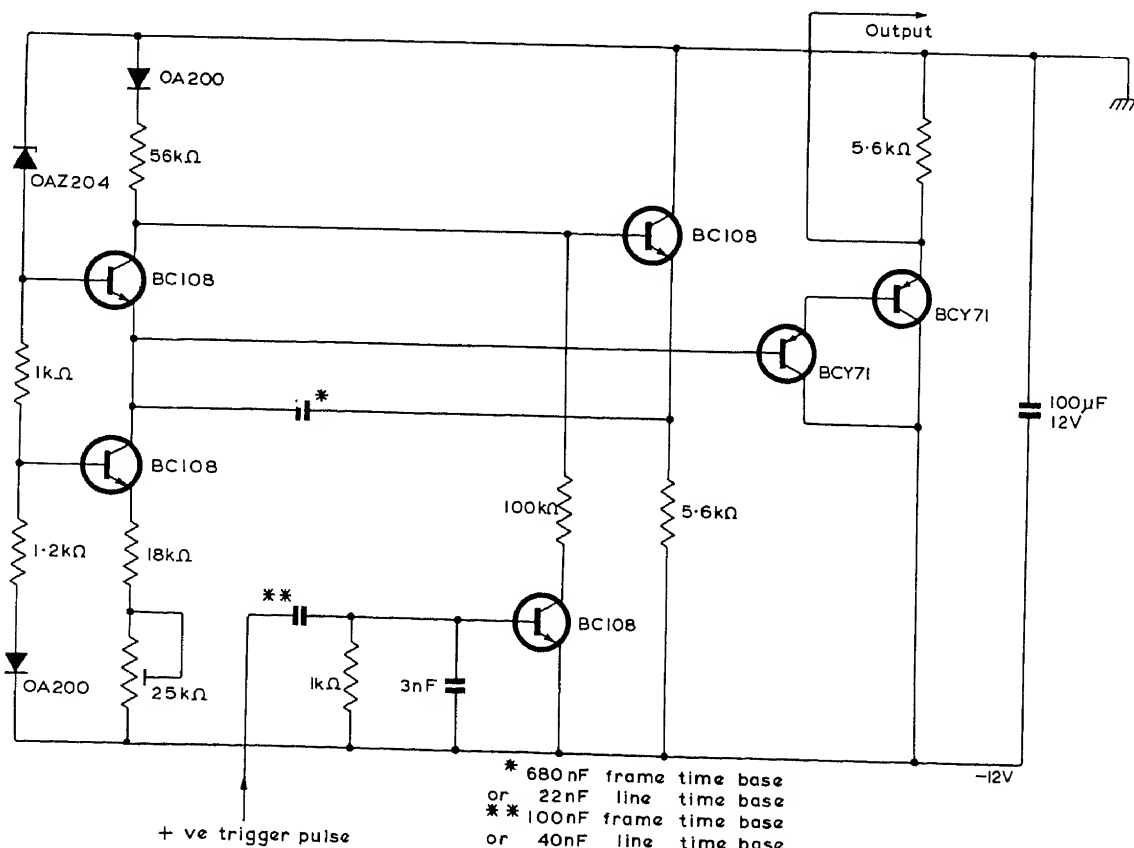 Output
OA200
56kΩ
5·6kΩ
OAZ204
BC108
BC108
BCY71
BCY71
1kΩ
*
100µF
12V
BC108
100kΩ
5·6kΩ
1·2kΩ
18kΩ
**
BC108
OA200
25kΩ
1kΩ
3nF
-12V
* 680nF frame time base
or 22nF line time base
** 100nF frame time base
or 40nF line time base
+ ve trigger pulse